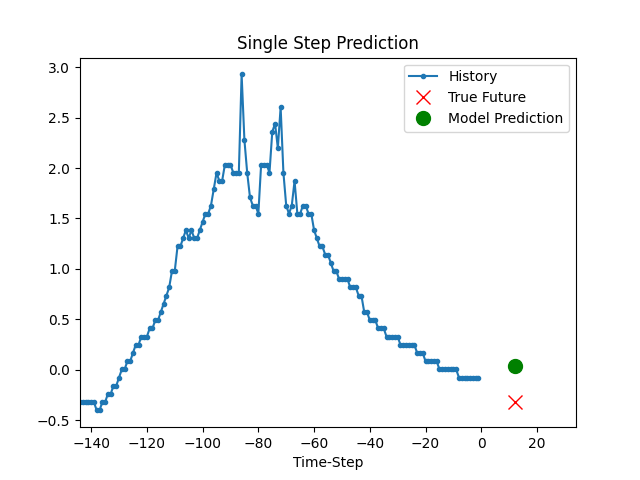 Single Step Prediction
History
True Future
Model Prediction
3.0
2.5
2.0
1.5
1.0
0.5
0.0
−0.5
−140 −120 −100 −80 −60 −40 −20 0 20
Time-Step